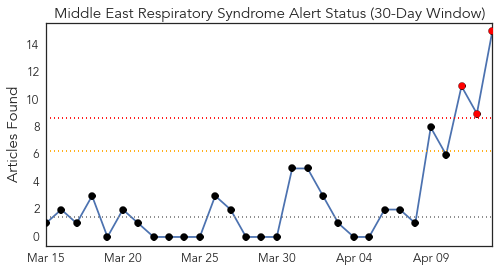 Middle East Respiratory Syndrome Alert Status (30-Day Window)
Articles Found
14
12
10
8
6
4
2
0
Mar 15 Mar 20 Mar 25 Mar 30 Apr 04 Apr 09